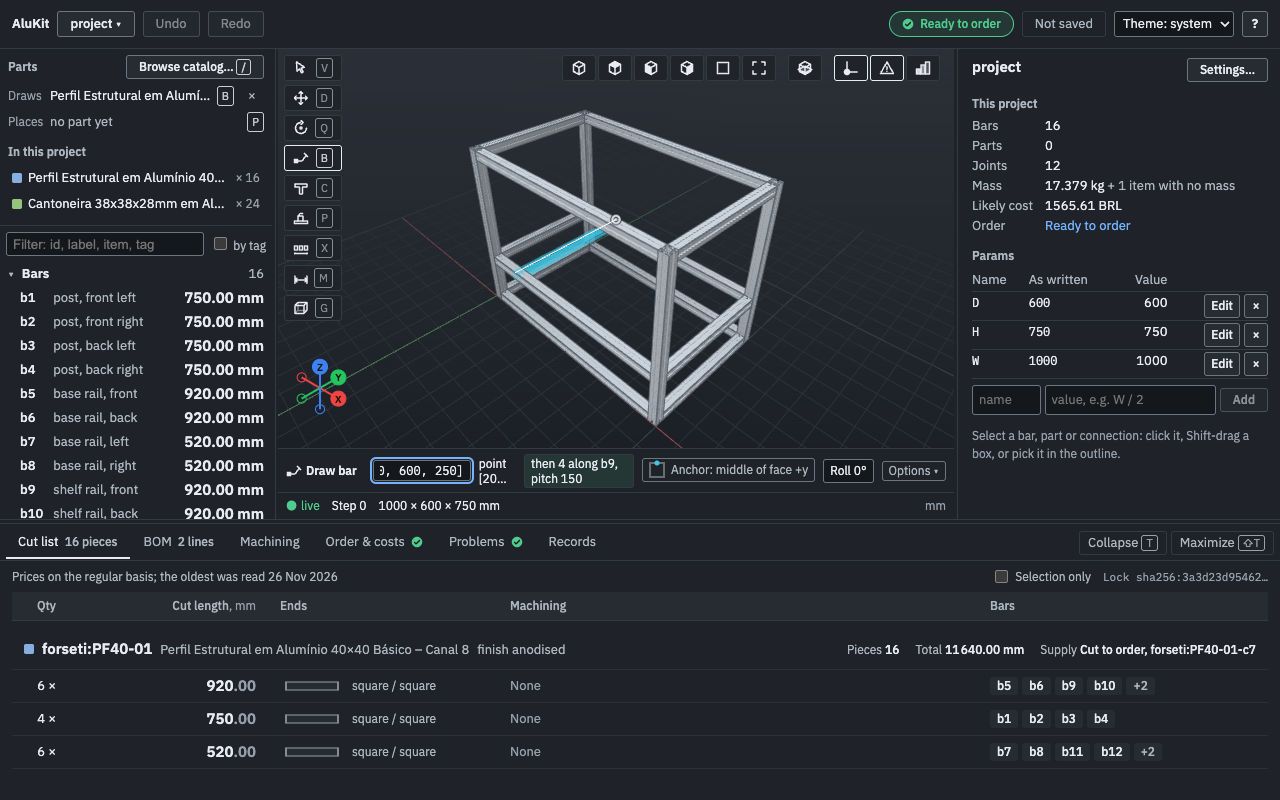 AluKit project ▾ Undo Redo Ready to order Not saved Theme: system ?
Parts Browse catalog... /
Draws Perfil Estrutural em Alumí... B ×
Places no part yet P
In this project
Perfil Estrutural em Alumínio 40... × 16
Cantoneira 38x38x28mm em Al... × 24
Filter: id, label, item, tag by tag
▾ Bars 16
b1 post, front left 750.00 mm
b2 post, front right 750.00 mm
b3 post, back left 750.00 mm
b4 post, back right 750.00 mm
b5 base rail, front 920.00 mm
b6 base rail, back 920.00 mm
b7 base rail, left 520.00 mm
b8 base rail, right 520.00 mm
b9 shelf rail, front 920.00 mm
b10 shelf rail, back 920.00 mm
V
D
Q
B
C
P
X
M
G
Z
Y
X
Draw bar 0, 600, 250] point [20... then 4 along b9, pitch 150 Anchor: middle of face +y Roll 0° Options ▾
live Step 0 1000 × 600 × 750 mm mm
project Settings...
This project
Bars 16
Parts 0
Joints 12
Mass 17.379 kg + 1 item with no mass
Likely cost 1565.61 BRL
Order Ready to order
Params
Name As written Value
D 600 600 Edit ×
H 750 750 Edit ×
W 1000 1000 Edit ×
name value, e.g. W / 2 Add
Select a bar, part or connection: click it, Shift-drag a
box, or pick it in the outline.
Cut list 16 pieces BOM 2 lines Machining Order & costs Problems Records Collapse T Maximize ⇧T
Prices on the regular basis; the oldest was read 26 Nov 2026 Selection only Lock sha256:3a3d23d95462...
Qty Cut length, mm Ends Machining Bars
forseti:PF40-01 Perfil Estrutural em Alumínio 40×40 Básico – Canal 8 finish anodised Pieces 16 Total 11640.00 mm Supply Cut to order, forseti:PF40-01-c7
6 × 920.00 square / square None b5 b6 b9 b10 +2
4 × 750.00 square / square None b1 b2 b3 b4
6 × 520.00 square / square None b7 b8 b11 b12 +2